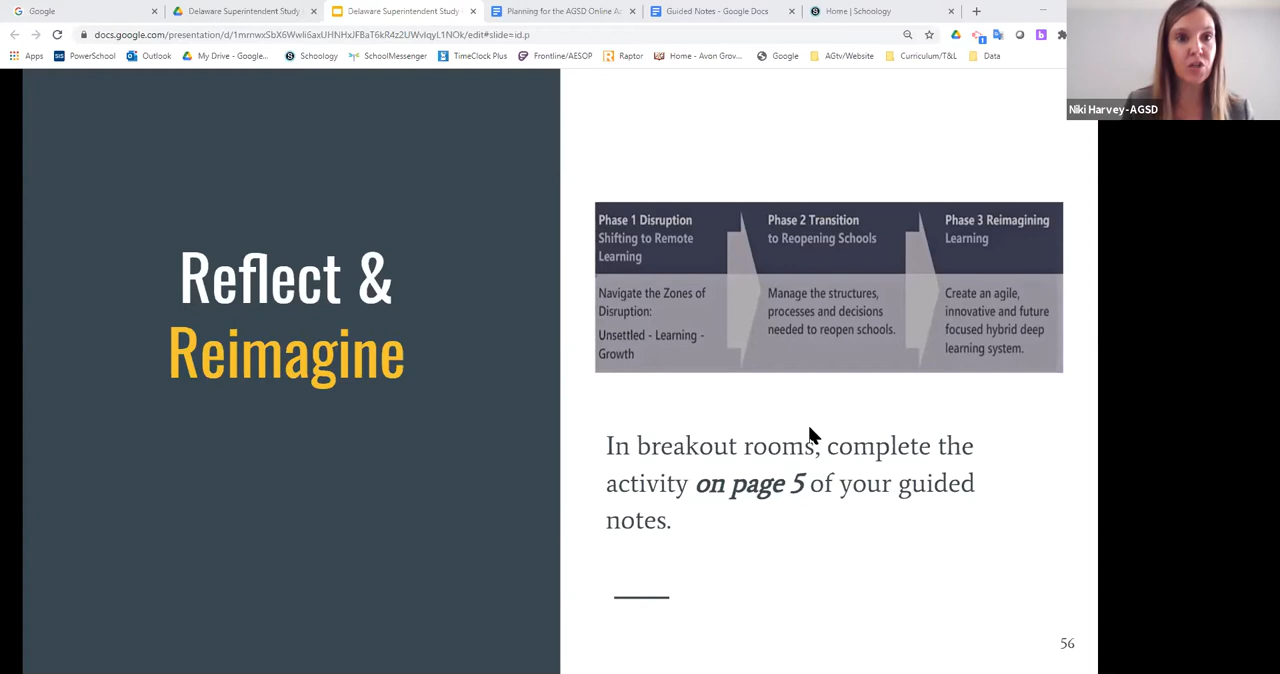 Google
Delaware Superintendent Study
Delaware Superintendent Study
Planning for the AGSD Online Ac
Guided Notes - Google Docs
Home | Schoology
docs.google.com/presentation/d/1mmwxSbX6Wwli6axUHNHxJFBaT6kR4z2UWvIqyL1NOk/edit#slide=id.p
Apps
SIS
PowerSchool
Outlook
My Drive - Google...
Schoology
SchoolMessenger
TimeClock Plus
Frontline/AESOP
Raptor
Home - Avon Grov...
Google
AGtv/Website
Curriculum/T&L
Data
Niki Harvey-AGSD
Reflect &
Reimagine
Phase 1 Disruption
Shifting to Remote
Learning
Navigate the Zones of
Disruption:
Unsettled - Learning -
Growth
Phase 2 Transition
to Reopening Schools
Manage the structures,
processes and decisions
needed to reopen schools.
Phase 3 Reimagining
Learning
Create an agile,
innovative and future
focused hybrid deep
learning system.
In breakout rooms, complete the
activity on page 5 of your guided
notes.
56